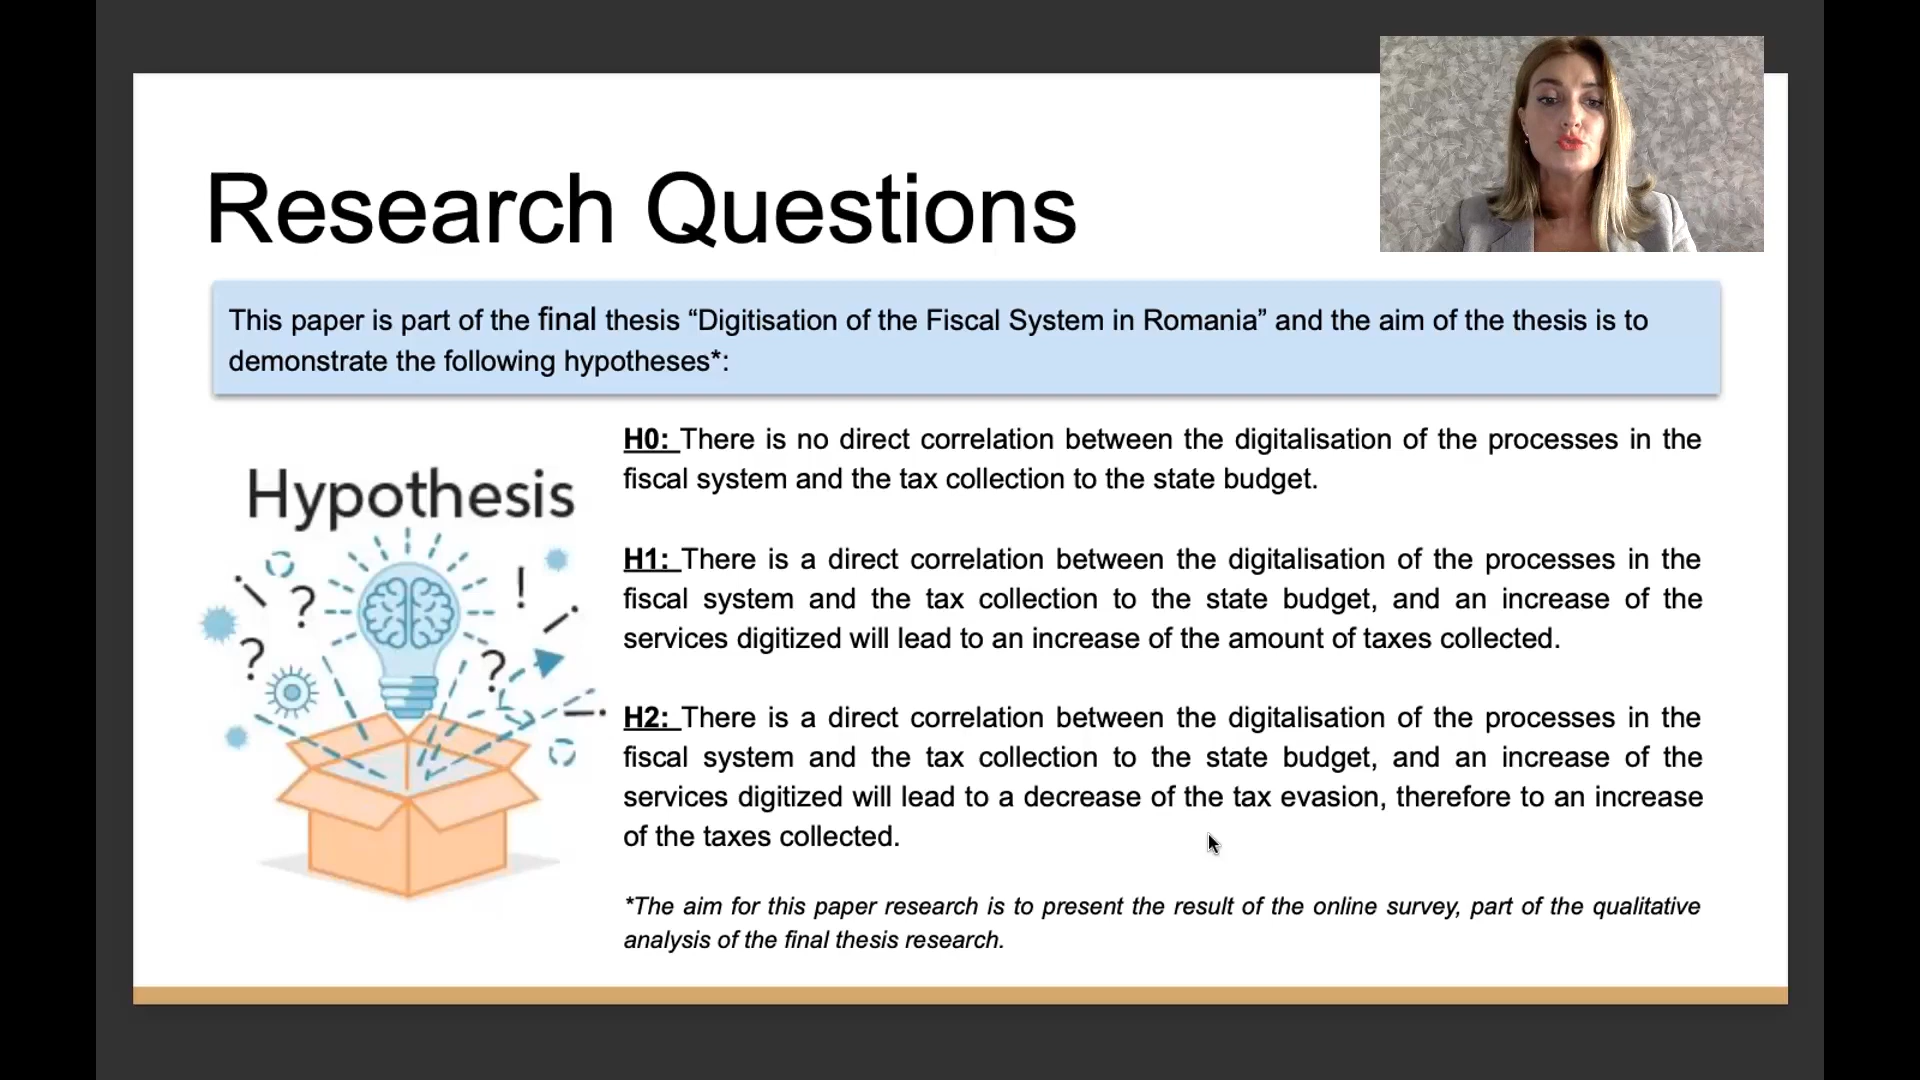 Research Questions
This paper is part of the final thesis “Digitisation of the Fiscal System in Romania” and the aim of the thesis is to
demonstrate the following hypotheses*:
Hypothesis
? ! ? ?
H0: There is no direct correlation between the digitalisation of the processes in the
fiscal system and the tax collection to the state budget.
H1: There is a direct correlation between the digitalisation of the processes in the
fiscal system and the tax collection to the state budget, and an increase of the
services digitized will lead to an increase of the amount of taxes collected.
H2: There is a direct correlation between the digitalisation of the processes in the
fiscal system and the tax collection to the state budget, and an increase of the
services digitized will lead to a decrease of the tax evasion, therefore to an increase
of the taxes collected.
*The aim for this paper research is to present the result of the online survey, part of the qualitative
analysis of the final thesis research.